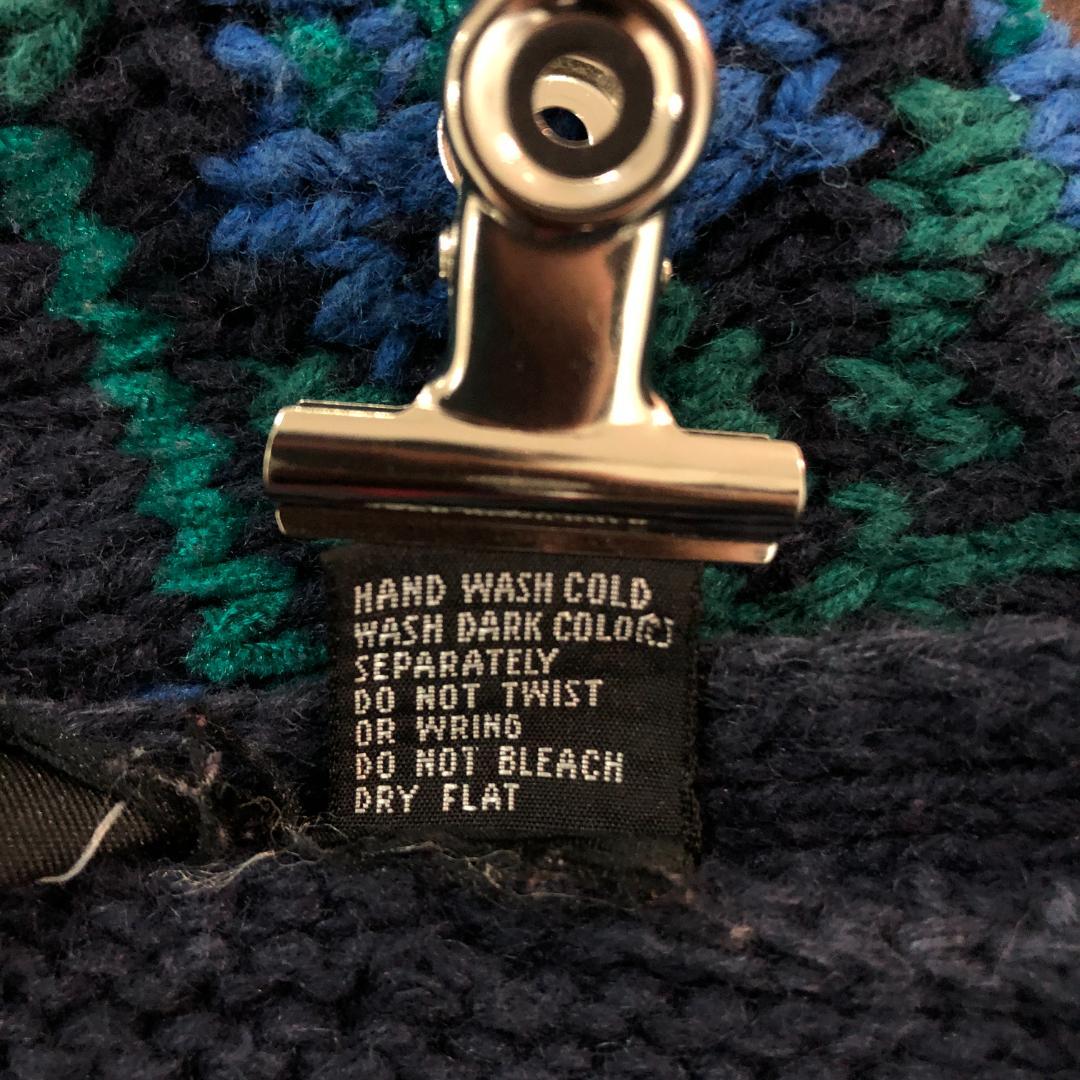 HAND WASH COLD
WASH DARK COLORS
SEPARATELY
DO NOT TWIST
OR WRING
DO NOT BLEACH
DRY FLAT